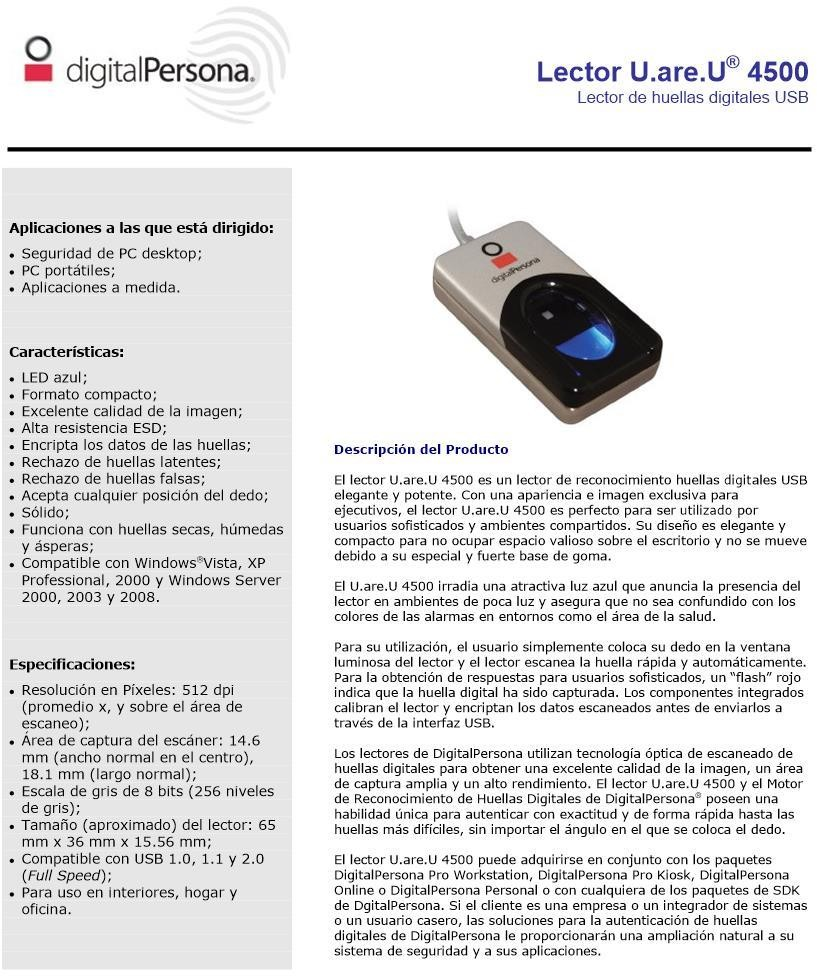 digitalPersona®
Lector U.are.U® 4500
Lector de huellas digitales USB
Aplicaciones a las que está dirigido:
• Seguridad de PC desktop;
• PC portátiles;
• Aplicaciones a medida.
Características:
• LED azul;
• Formato compacto;
• Excelente calidad de la imagen;
• Alta resistencia ESD;
• Encripta los datos de las huellas;
• Rechazo de huellas latentes;
• Rechazo de huellas falsas;
• Acepta cualquier posición del dedo;
• Sólido;
• Funciona con huellas secas, húmedas
y ásperas;
• Compatible con Windows®Vista, XP
Professional, 2000 y Windows Server
2000, 2003 y 2008.
Especificaciones:
• Resolución en Píxeles: 512 dpi
(promedio x, y sobre el área de
escaneo);
• Área de captura del escáner: 14.6
mm (ancho normal en el centro),
18.1 mm (largo normal);
• Escala de gris de 8 bits (256 niveles
de gris);
• Tamaño (aproximado) del lector: 65
mm x 36 mm x 15.56 mm;
• Compatible con USB 1.0, 1.1 y 2.0
(Full Speed);
• Para uso en interiores, hogar y
oficina.
digitalPersona
Descripción del Producto
El lector U.are.U 4500 es un lector de reconocimiento huellas digitales USB
elegante y potente. Con una apariencia e imagen exclusiva para
ejecutivos, el lector U.are.U 4500 es perfecto para ser utilizado por
usuarios sofisticados y ambientes compartidos. Su diseño es elegante y
compacto para no ocupar espacio valioso sobre el escritorio y no se mueve
debido a su especial y fuerte base de goma.
El U.are.U 4500 irradia una atractiva luz azul que anuncia la presencia del
lector en ambientes de poca luz y asegura que no sea confundido con los
colores de las alarmas en entornos como el área de la salud.
Para su utilización, el usuario simplemente coloca su dedo en la ventana
luminosa del lector y el lector escanea la huella rápida y automáticamente.
Para la obtención de respuestas para usuarios sofisticados, un “flash” rojo
indica que la huella digital ha sido capturada. Los componentes integrados
calibran el lector y encriptan los datos escaneados antes de enviarlos a
través de la interfaz USB.
Los lectores de DigitalPersona utilizan tecnología óptica de escaneado de
huellas digitales para obtener una excelente calidad de la imagen, un área
de captura amplia y un alto rendimiento. El lector U.are.U 4500 y el Motor
de Reconocimiento de Huellas Digitales de DigitalPersona® poseen una
habilidad única para autenticar con exactitud y de forma rápida hasta las
huellas más difíciles, sin importar el ángulo en el que se coloca el dedo.
El lector U.are.U 4500 puede adquirirse en conjunto con los paquetes
DigitalPersona Pro Workstation, DigitalPersona Pro Kiosk, DigitalPersona
Online o DigitalPersona Personal o con cualquiera de los paquetes de SDK
de DgitalPersona. Si el cliente es una empresa o un integrador de sistemas
o un usuario casero, las soluciones para la autenticación de huellas
digitales de DigitalPersona le proporcionarán una ampliación natural a su
sistema de seguridad y a sus aplicaciones.